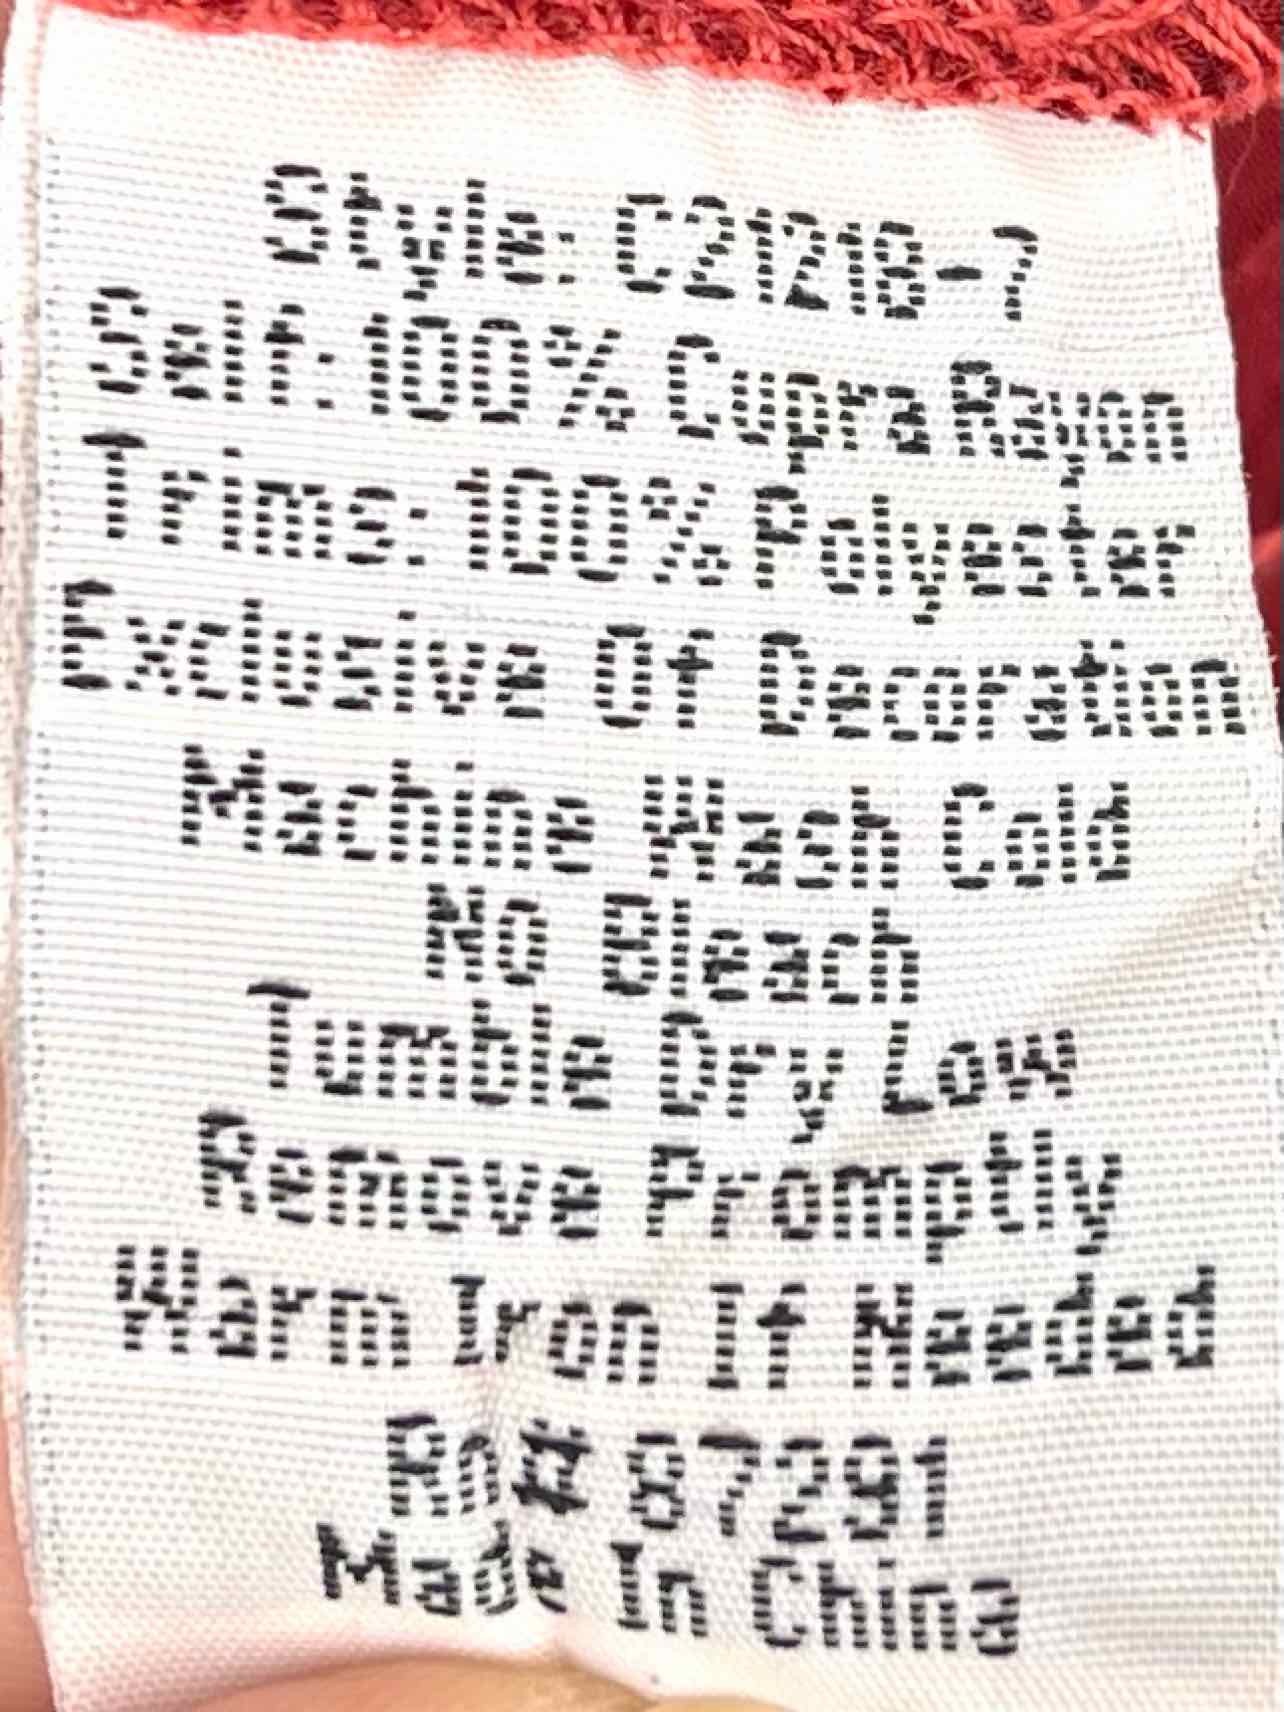 Style: C21218-7
Self: 100% Cupra Rayon
Trims: 100% Polyester
Exclusive Of Decoration
Machine Wash Cold
No Bleach
Tumble Dry Low
Remove Promptly
Warm Iron If Needed
Rn# 87291
Made In China